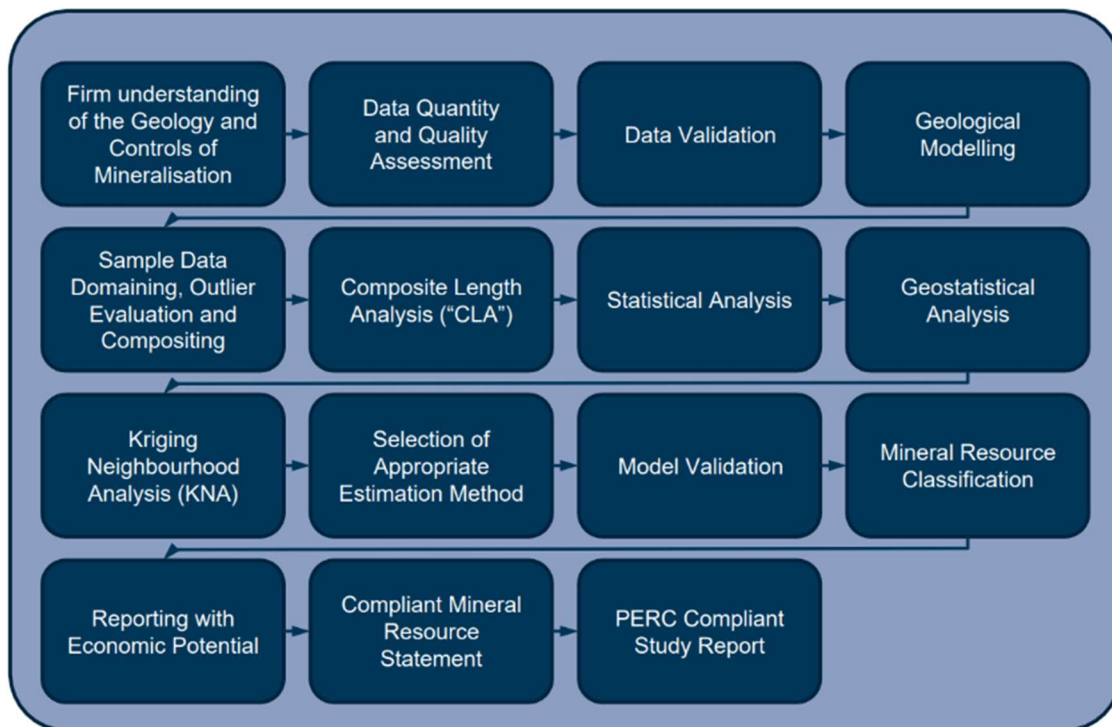 Firm understanding
of the Geology and
Controls of
Mineralisation
Data Quantity
and Quality
Assessment
Data Validation
Geological
Modelling
Sample Data
Domaining, Outlier
Evaluation and
Compositing
Composite Length
Analysis (“CLA”)
Statistical Analysis
Geostatistical
Analysis
Kriging
Neighbourhood
Analysis (KNA)
Selection of
Appropriate
Estimation Method
Model Validation
Mineral Resource
Classification
Reporting with
Economic Potential
Compliant Mineral
Resource
Statement
PERC Compliant
Study Report